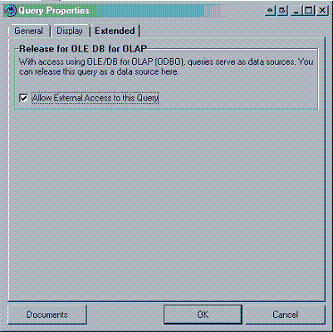 Query Properties
General Display Extended
Release for OLE DB for OLAP
With access using OLE/DB for OLAP (ODBO), queries serve as data sources. You
can release this query as a data source here.
Allow External Access to this Query
Documents OK Cancel